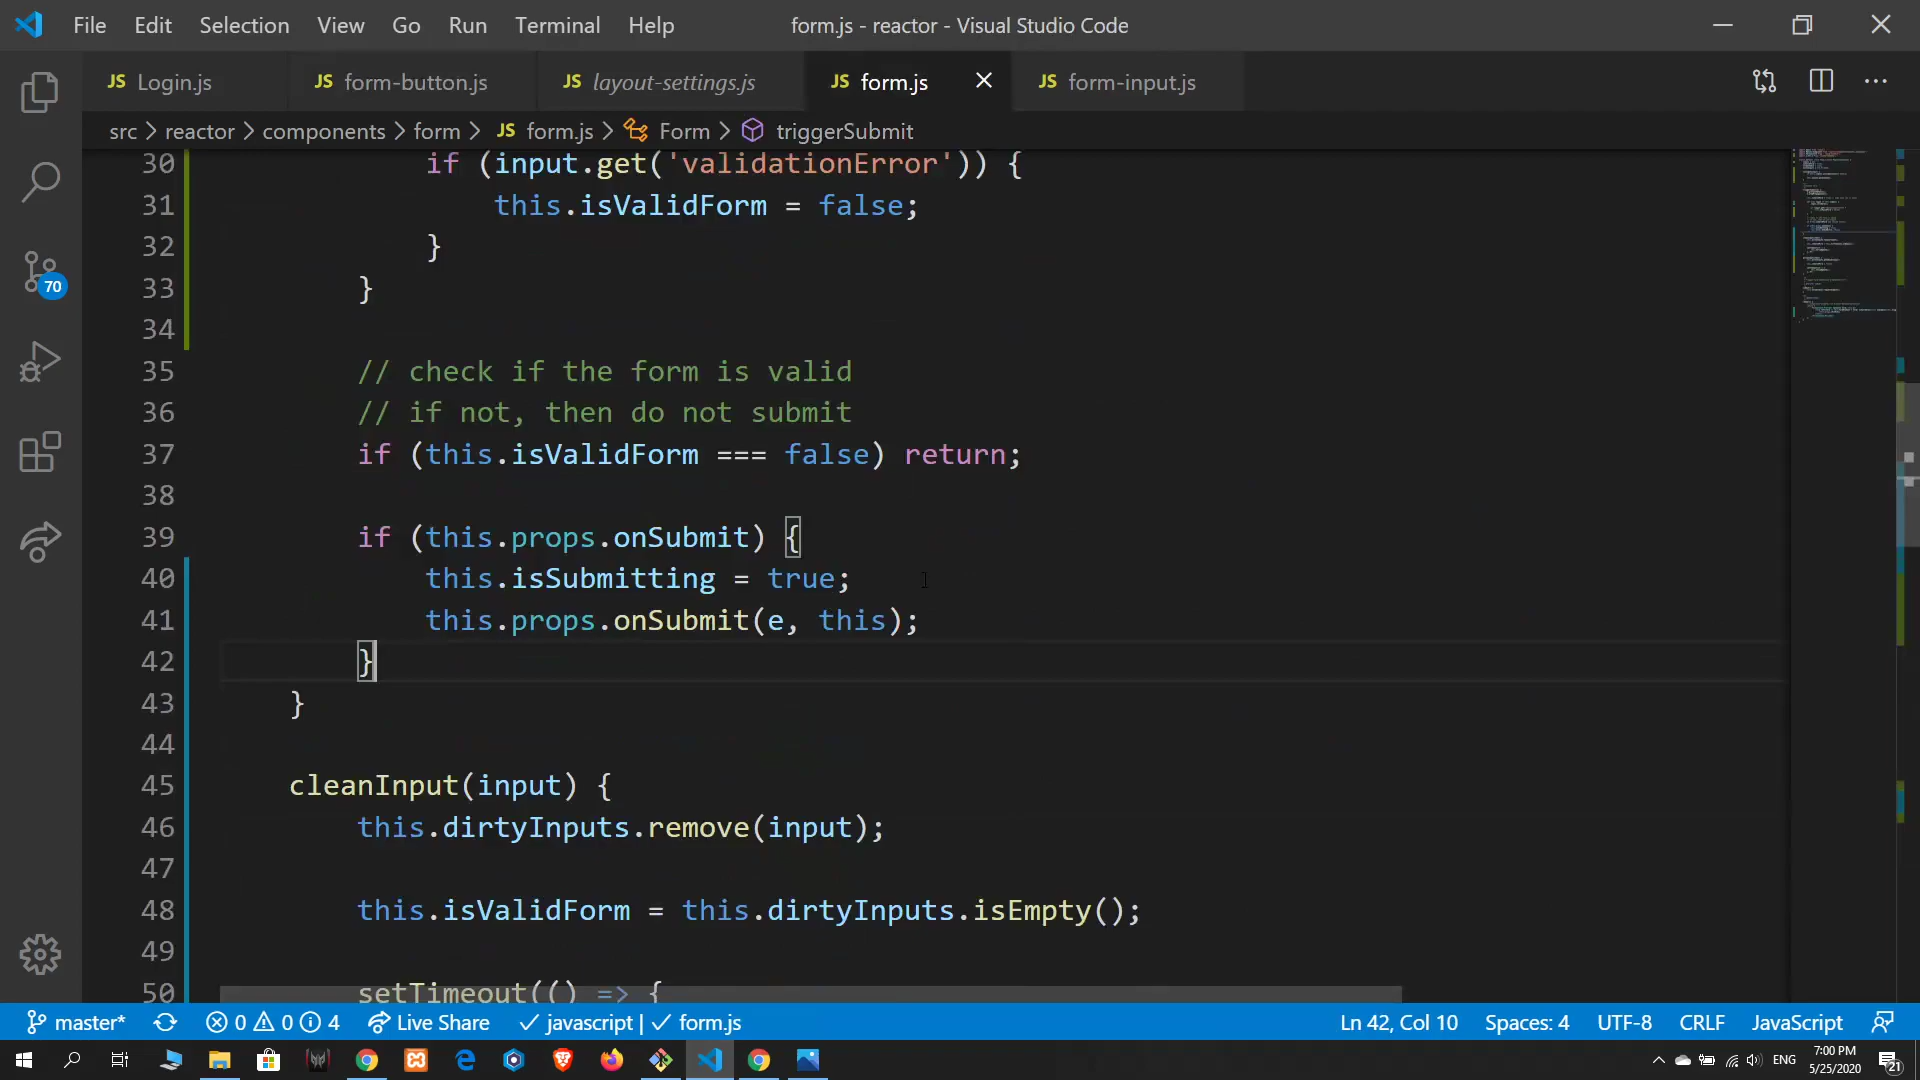 File Edit Selection View Go Run Terminal Help form.js - reactor - Visual Studio Code
JS Login.js JS form-button.js JS layout-settings.js JS form.js JS form-input.js
src > reactor > components > form > JS form.js > Form > triggerSubmit
30 if (input.get('validationError')) {
31 this.isValidForm = false;
32 }
33 }
34
35 // check if the form is valid
36 // if not, then do not submit
37 if (this.isValidForm === false) return;
38
39 if (this.props.onSubmit) {
40 this.isSubmitting = true;
41 this.props.onSubmit(e, this);
42 }
43 }
44
45 cleanInput(input) {
46 this.dirtyInputs.remove(input);
47
48 this.isValidForm = this.dirtyInputs.isEmpty();
49
50 setTimeout(() => {
70
master* 0 0 4 Live Share javascript | form.js Ln 42, Col 10 Spaces: 4 UTF-8 CRLF JavaScript
ENG 7:00 PM 5/25/2020 21